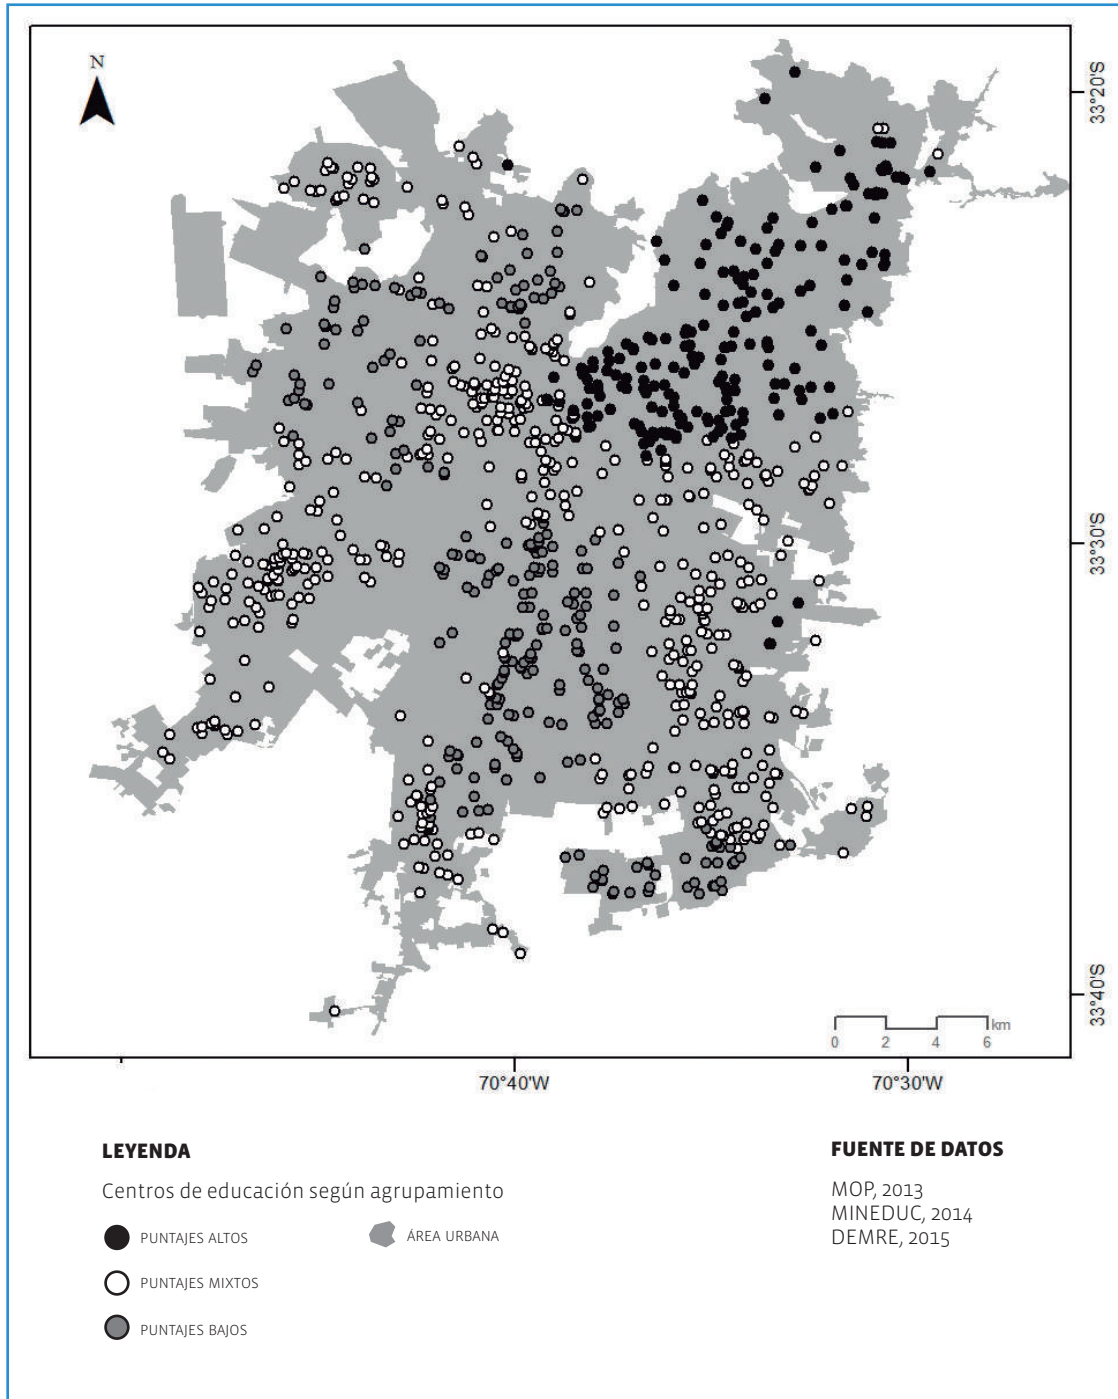 N
33°20'S
33°30'S
33°40'S
km
0 2 4 6
70°40'W
70°30'W
LEYENDA
Centros de educación según agrupamiento
PUNTAJES ALTOS
ÁREA URBANA
PUNTAJES MIXTOS
PUNTAJES BAJOS
FUENTE DE DATOS
MOP, 2013
MINEDUC, 2014
DEMRE, 2015